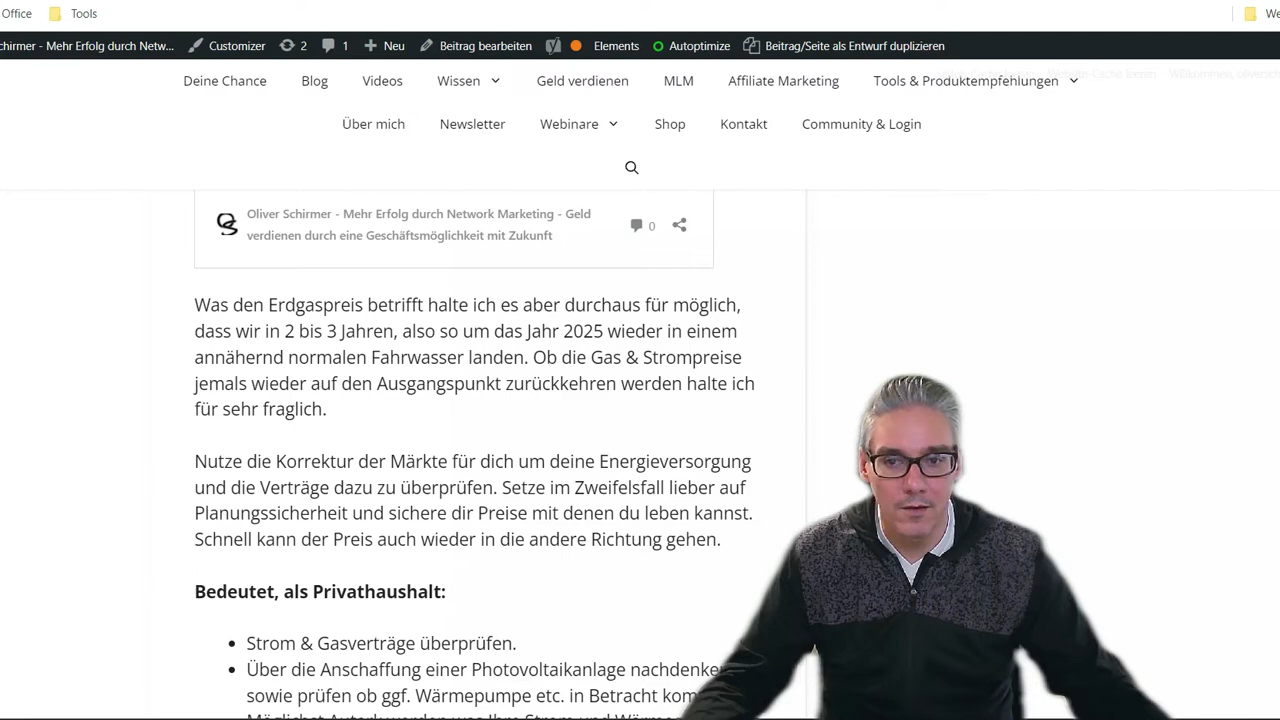 Office Tools We
chirmer - Mehr Erfolg durch Netw... Customizer 2 1 Neu Beitrag bearbeiten Elements Autoptimize Beitrag/Seite als Entwurf duplizieren
Deine Chance Blog Videos Wissen Geld verdienen MLM Affiliate Marketing Tools & Produktempfehlungen
Über mich Newsletter Webinare Shop Kontakt Community & Login
Oliver Schirmer - Mehr Erfolg durch Network Marketing - Geld
verdienen durch eine Geschäftsmöglichkeit mit Zukunft
0
Was den Erdgaspreis betrifft halte ich es aber durchaus für möglich,
dass wir in 2 bis 3 Jahren, also so um das Jahr 2025 wieder in einem
annähernd normalen Fahrwasser landen. Ob die Gas & Strompreise
jemals wieder auf den Ausgangspunkt zurückkehren werden halte ich
für sehr fraglich.
Nutze die Korrektur der Märkte für dich um deine Energieversorgung
und die Verträge dazu zu überprüfen. Setze im Zweifelsfall lieber auf
Planungssicherheit und sichere dir Preise mit denen du leben kannst.
Schnell kann der Preis auch wieder in die andere Richtung gehen.
Bedeutet, als Privathaushalt:
• Strom & Gasverträge überprüfen.
• Über die Anschaffung einer Photovoltaikanlage nachdenke
sowie prüfen ob ggf. Wärmepumpe etc. in Betracht kom